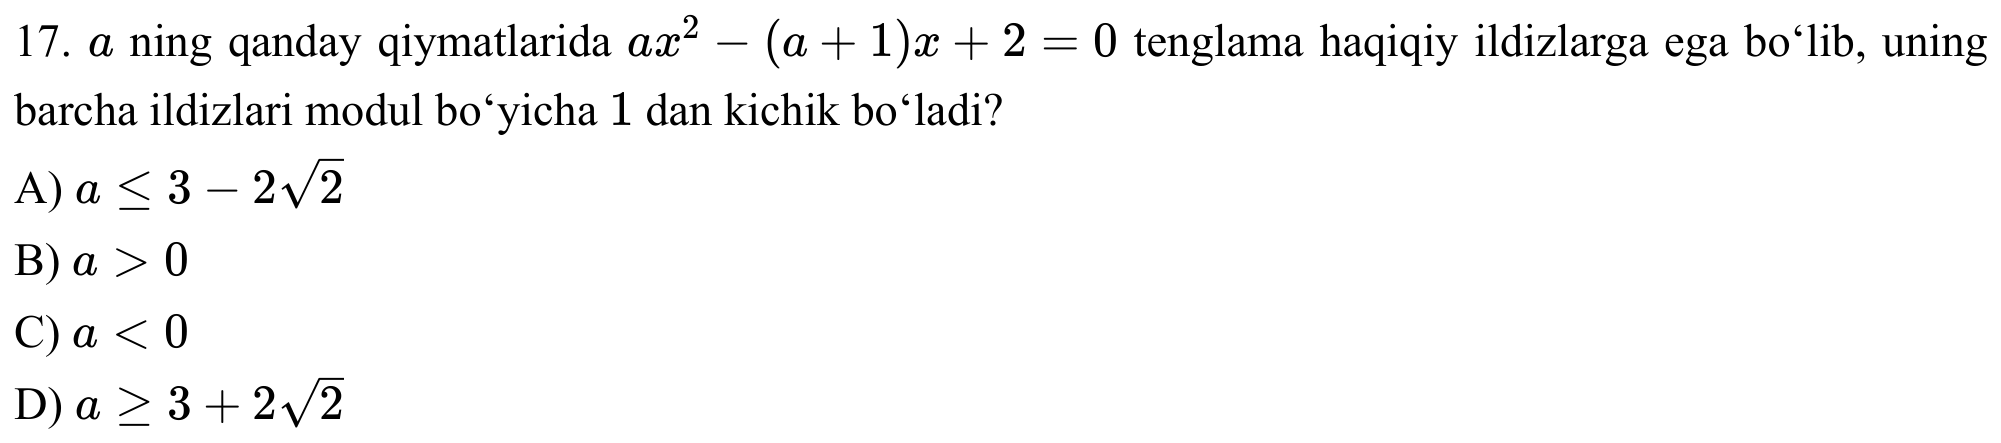 17. a ning qanday qiymatlarida ax² − (a + 1)x + 2 = 0 tenglama haqiqiy ildizlarga ega bo‘lib, uning
barcha ildizlari modul bo‘yicha 1 dan kichik bo‘ladi?
A) a ≤ 3 − 2√2
B) a > 0
C) a < 0
D) a ≥ 3 + 2√2